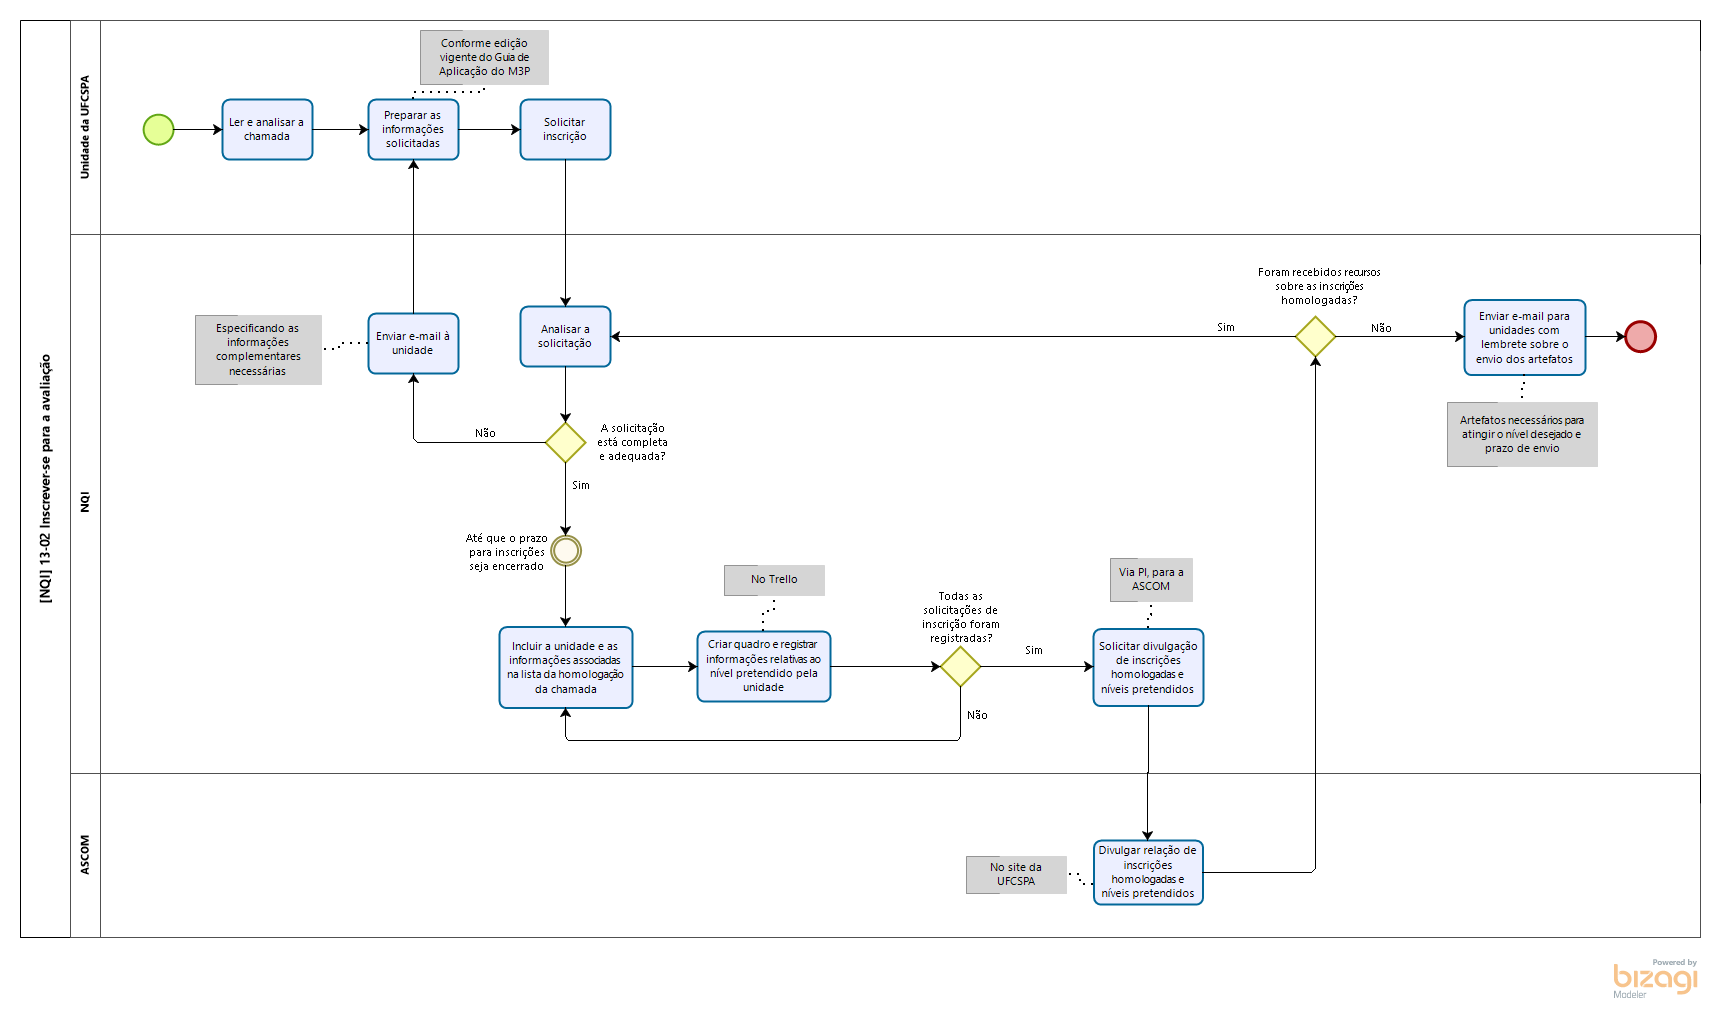 [NQI] 13-02 Inscrever-se para a avaliação
Unidade da UFCSPA
Conforme edição
vigente do Guia de
Aplicação do M3P
Ler e analisar a
chamada
Preparar as
informações
solicitadas
Solicitar
inscrição
NQI
Especificando as
informações
complementares
necessárias
Enviar e-mail à
unidade
Analisar a
solicitação
Não
A solicitação
está completa
e adequada?
Sim
Até que o prazo
para inscrições
seja encerrado
Incluir a unidade e as
informações associadas
na lista da homologação
da chamada
No Trello
Criar quadro e registrar
informações relativas ao
nível pretendido pela
unidade
Todas as
solicitações de
inscrição foram
registradas?
Sim
Não
Via PI, para a
ASCOM
Solicitar divulgação
de inscrições
homologadas e
níveis pretendidos
Foram recebidos recursos
sobre as inscrições
homologadas?
Sim
Não
Enviar e-mail para
unidades com
lembrete sobre o
envio dos artefatos
Artefatos necessários para
atingir o nível desejado e
prazo de envio
ASCOM
No site da
UFCSPA
Divulgar relação de
inscrições
homologadas e
níveis pretendidos
Powered by
bizagi
Modeler